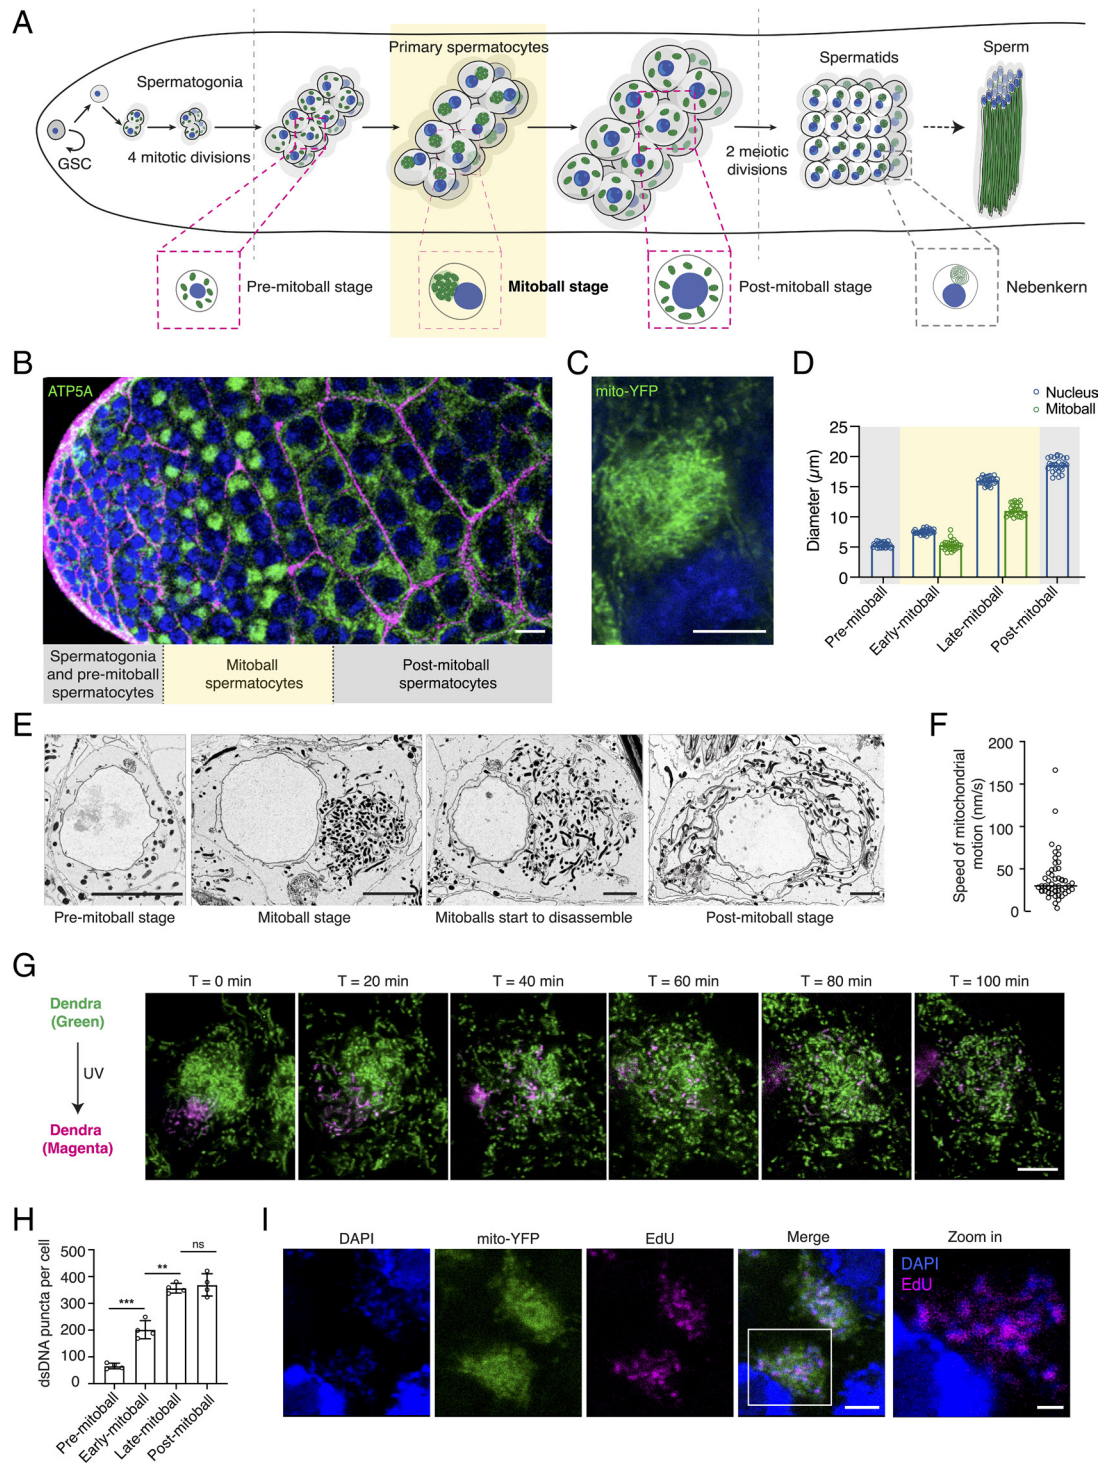 A
Primary spermatocytes
Spermatogonia
Spermatids
Sperm
GSC
4 mitotic divisions
2 meiotic
divisions
Pre-mitoball stage
Mitoball stage
Post-mitoball stage
Nebenkern
B
ATP5A
Spermatogonia
and pre-mitoball
spermatocytes
Mitoball
spermatocytes
Post-mitoball
spermatocytes
C
mito-YFP
D
Nucleus
Mitoball
Diameter (µm)
25
20
15
10
5
0
Pre-mitoball
Early-mitoball
Late-mitoball
Post-mitoball
E
Pre-mitoball stage
Mitoball stage
Mitoballs start to disassemble
Post-mitoball stage
F
Speed of mitochondrial
motion (nm/s)
200
150
100
50
0
G
T = 0 min
T = 20 min
T = 40 min
T = 60 min
T = 80 min
T = 100 min
Dendra
(Green)
UV
Dendra
(Magenta)
H
dsDNA puncta per cell
500
400
300
200
100
0
***
**
ns
Pre-mitoball
Early-mitoball
Late-mitoball
Post-mitoball
I
DAPI
mito-YFP
EdU
Merge
Zoom in
DAPI
EdU